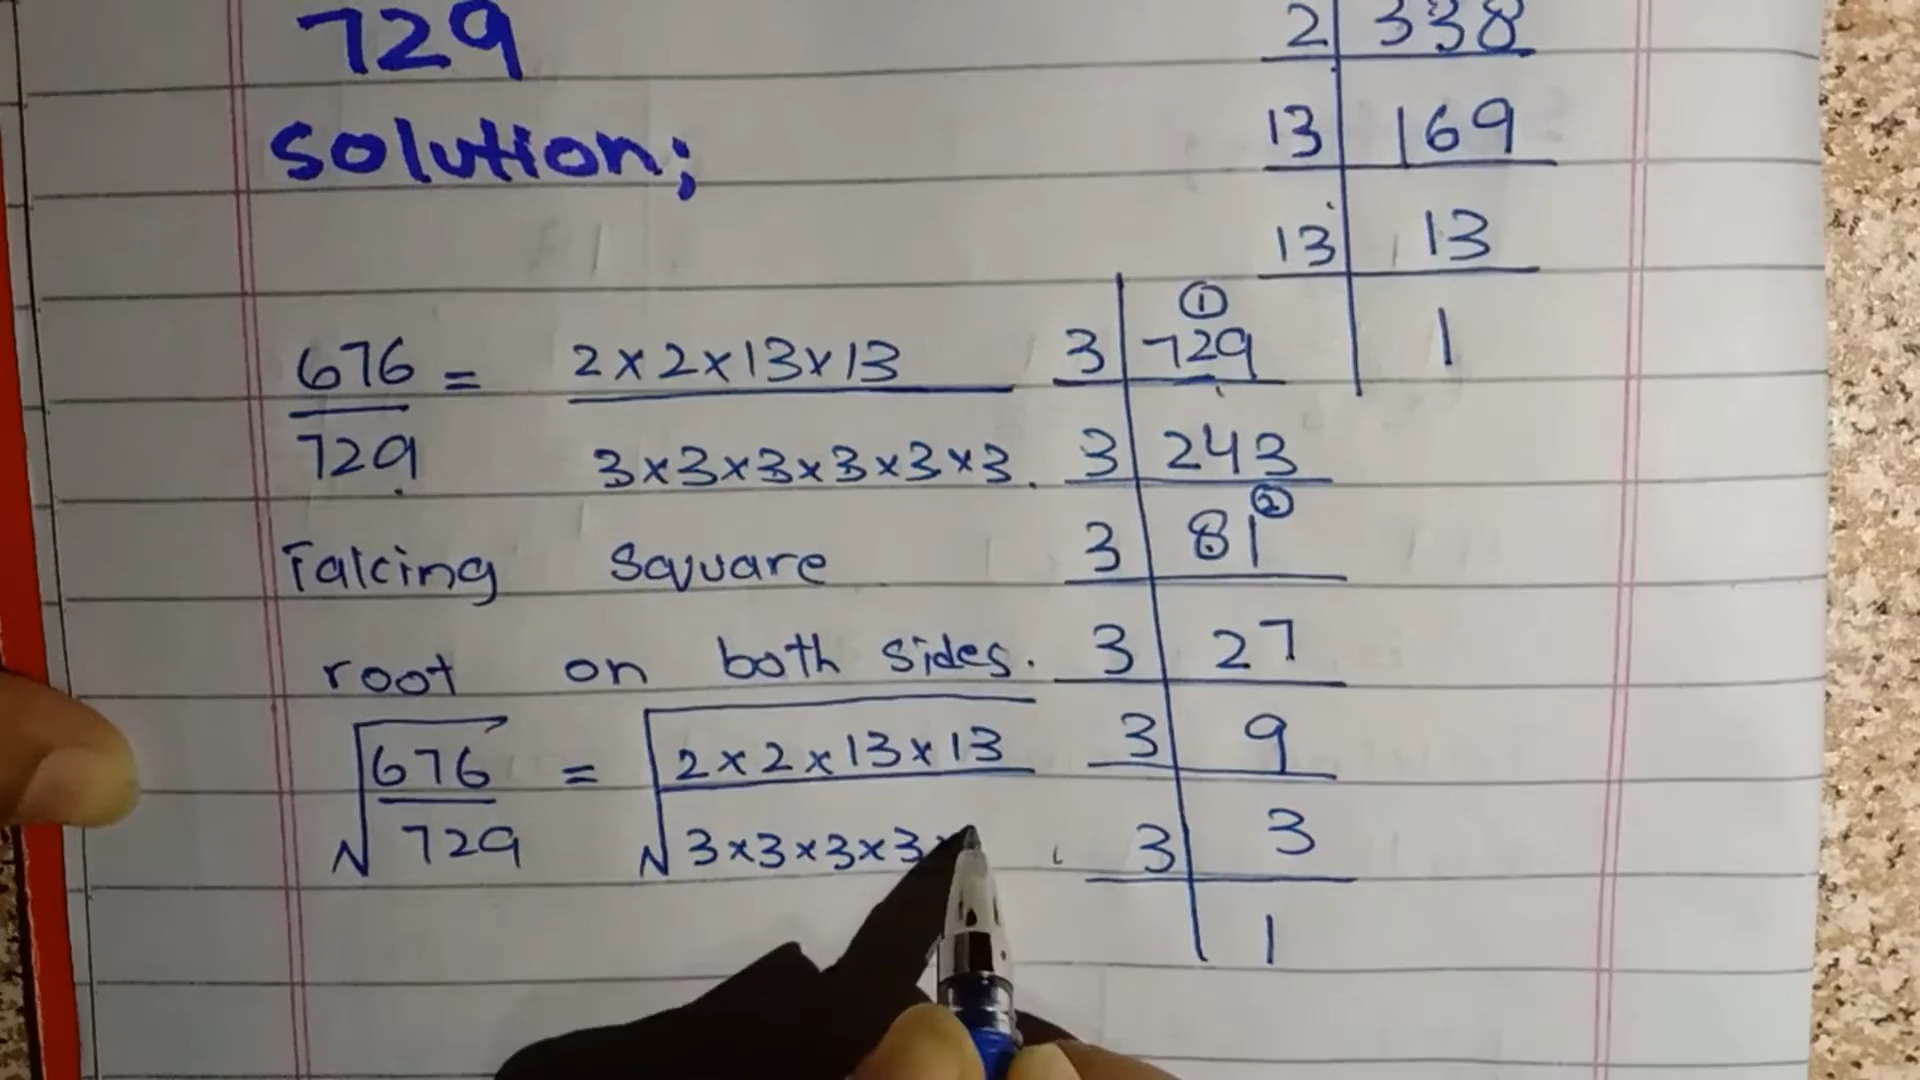 729
Solution;
2 | 338
13 | 169
13 | 13
1
676/729 = 2×2×13×13 / 3×3×3×3×3×3.
Taking square
root on both sides.
√676/729 = √2×2×13×13 / 3×3×3×3
3 | 729 ①
3 | 243
3 | 81 ②
3 | 27
3 | 9
3 | 3
1